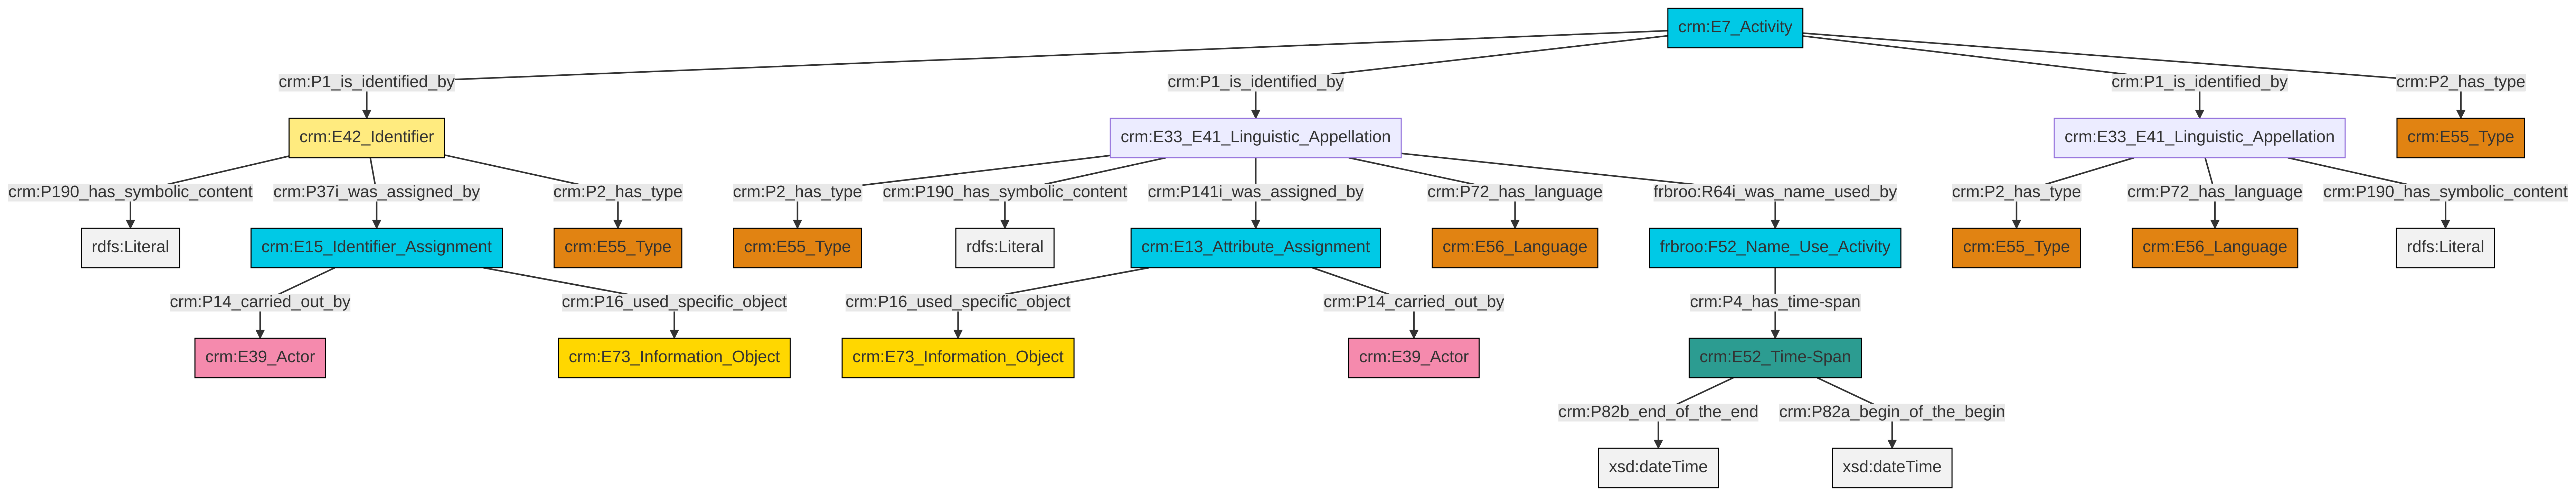 crm:E7_Activity
crm:P1_is_identified_by
crm:P1_is_identified_by
crm:P1_is_identified_by
crm:P2_has_type
crm:E42_Identifier
crm:E33_E41_Linguistic_Appellation
crm:E33_E41_Linguistic_Appellation
crm:E55_Type
crm:P190_has_symbolic_content
crm:P37i_was_assigned_by
crm:P2_has_type
crm:P2_has_type
crm:P190_has_symbolic_content
crm:P141i_was_assigned_by
crm:P72_has_language
frbroo:R64i_was_name_used_by
crm:P2_has_type
crm:P72_has_language
crm:P190_has_symbolic_content
rdfs:Literal
crm:E15_Identifier_Assignment
crm:E55_Type
crm:E55_Type
rdfs:Literal
crm:E13_Attribute_Assignment
crm:E56_Language
frbroo:F52_Name_Use_Activity
crm:E55_Type
crm:E56_Language
rdfs:Literal
crm:P14_carried_out_by
crm:P16_used_specific_object
crm:P16_used_specific_object
crm:P14_carried_out_by
crm:P4_has_time-span
crm:E39_Actor
crm:E73_Information_Object
crm:E73_Information_Object
crm:E39_Actor
crm:E52_Time-Span
crm:P82b_end_of_the_end
crm:P82a_begin_of_the_begin
xsd:dateTime
xsd:dateTime